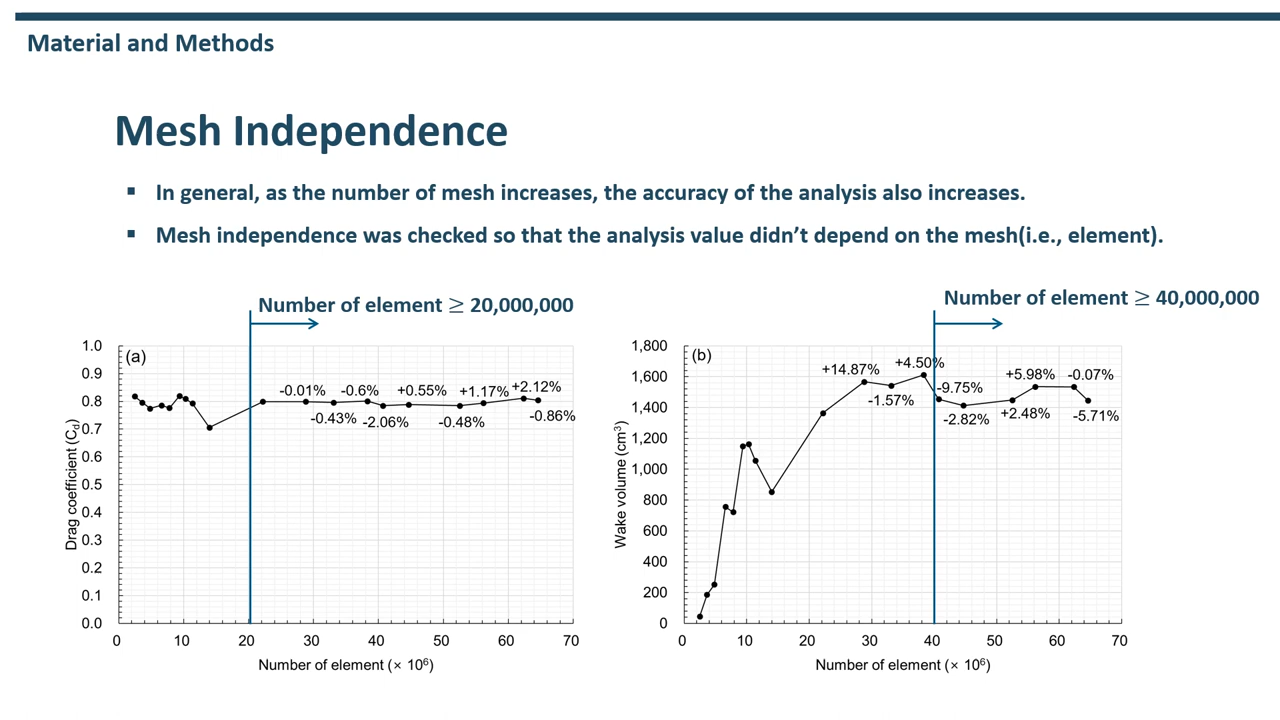 Material and Methods
Mesh Independence
▪ In general, as the number of mesh increases, the accuracy of the analysis also increases.
▪ Mesh independence was checked so that the analysis value didn't depend on the mesh(i.e., element).
Number of element ≥ 20,000,000
(a)
Drag coefficient (Cd)
1.0
0.9
0.8
0.7
0.6
0.5
0.4
0.3
0.2
0.1
0.0
-0.01%
-0.43%
-0.6%
-2.06%
+0.55%
-0.48%
+1.17%
+2.12%
-0.86%
0 10 20 30 40 50 60 70
Number of element (× 10⁶)
Number of element ≥ 40,000,000
(b)
Wake volume (cm³)
1,800
1,600
1,400
1,200
1,000
800
600
400
200
0
+14.87%
-1.57%
+4.50%
-9.75%
-2.82%
+2.48%
+5.98%
-0.07%
-5.71%
0 10 20 30 40 50 60 70
Number of element (× 10⁶)